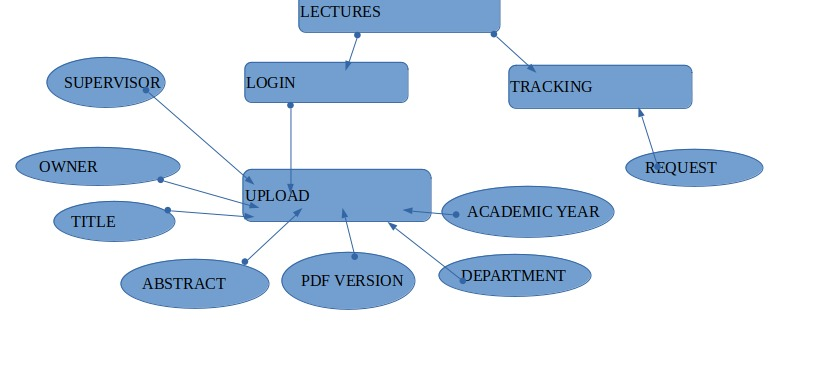 LECTURES
LOGIN
TRACKING
SUPERVISOR
OWNER
REQUEST
UPLOAD
TITLE
ACADEMIC YEAR
ABSTRACT
PDF VERSION
DEPARTMENT